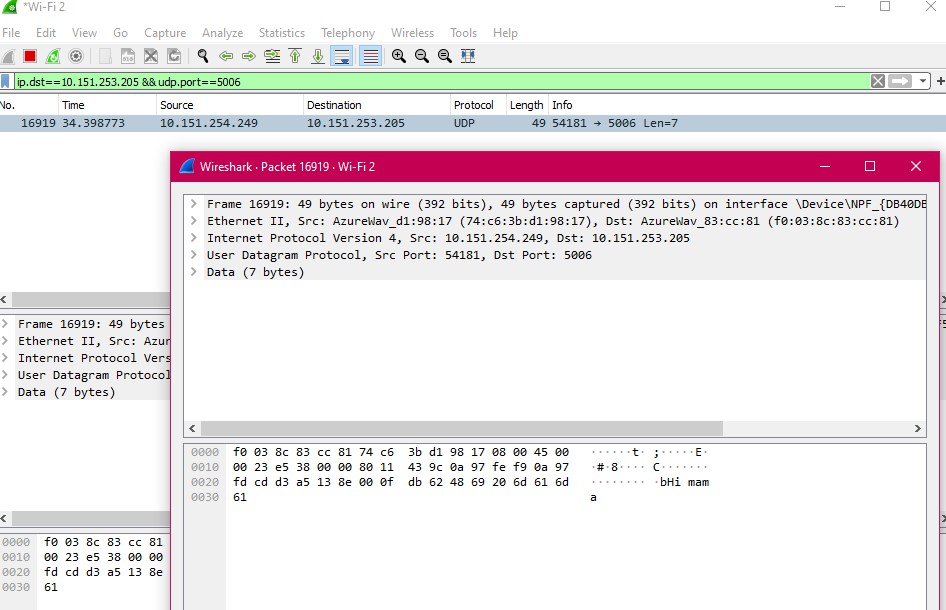 *Wi-Fi 2
File Edit View Go Capture Analyze Statistics Telephony Wireless Tools Help
ip.dst==10.151.253.205 && udp.port==5006
No. Time Source Destination Protocol Length Info
16919 34.398773 10.151.254.249 10.151.253.205 UDP 49 54181 → 5006 Len=7
Wireshark · Packet 16919 · Wi-Fi 2
Frame 16919: 49 bytes on wire (392 bits), 49 bytes captured (392 bits) on interface \Device\NPF_{DB40DE
Ethernet II, Src: AzureWav_d1:98:17 (74:c6:3b:d1:98:17), Dst: AzureWav_83:cc:81 (f0:03:8c:83:cc:81)
Internet Protocol Version 4, Src: 10.151.254.249, Dst: 10.151.253.205
User Datagram Protocol, Src Port: 54181, Dst Port: 5006
Data (7 bytes)
0000 f0 03 8c 83 cc 81 74 c6 3b d1 98 17 08 00 45 00 ······t· ;·····E·
0010 00 23 e5 38 00 00 80 11 43 9c 0a 97 fe f9 0a 97 ·#·8···· C·······
0020 fd cd d3 a5 13 8e 00 0f db 62 48 69 20 6d 61 6d ········ ·bHi mam
0030 61 a
Frame 16919: 49 bytes
Ethernet II, Src: Azur
Internet Protocol Vers
User Datagram Protocol
Data (7 bytes)
0000 f0 03 8c 83 cc 81
0010 00 23 e5 38 00 00
0020 fd cd d3 a5 13 8e
0030 61